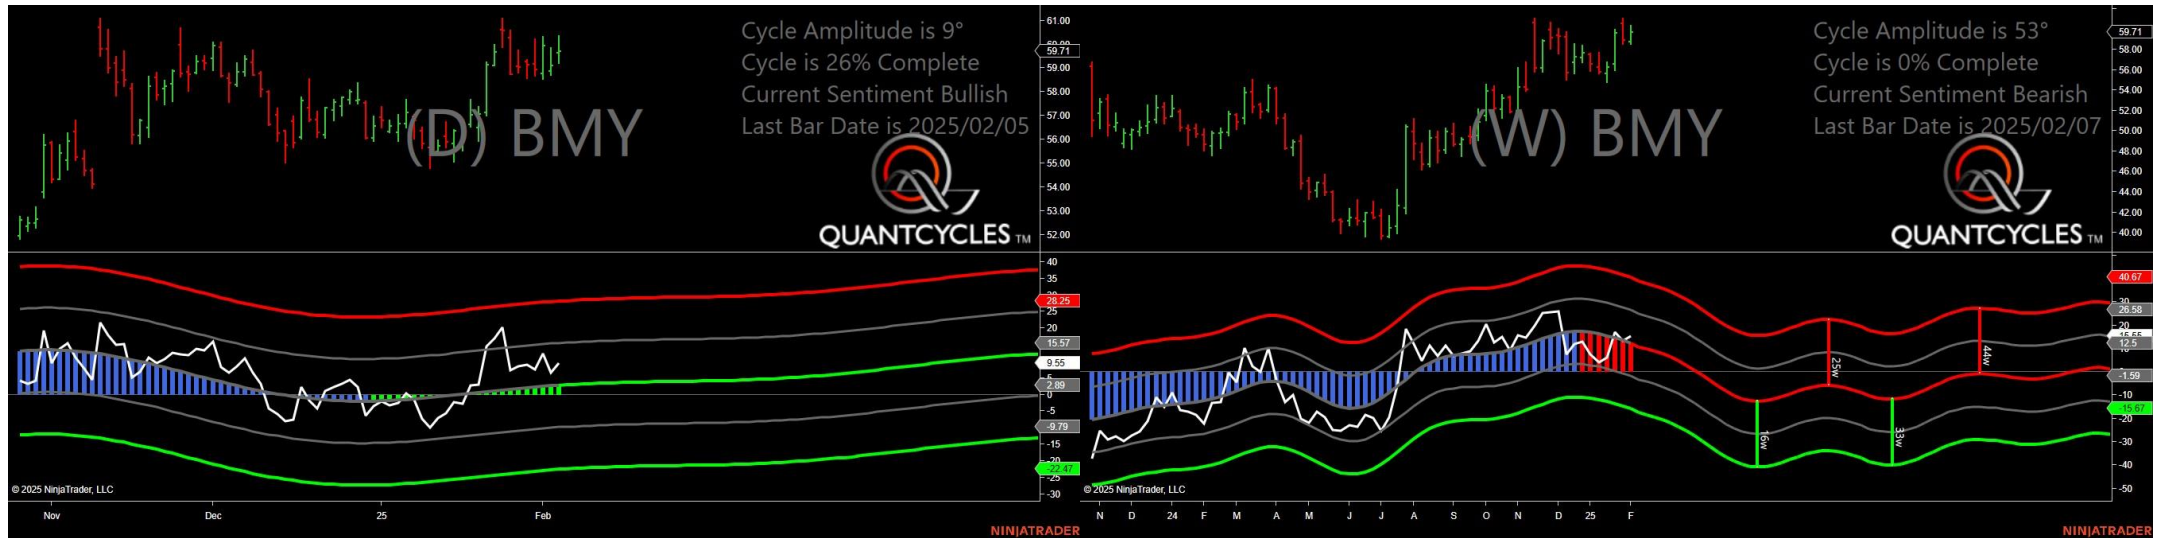 Cycle Amplitude is 9°
Cycle is 26% Complete
Current Sentiment Bullish
Last Bar Date is 2025/02/05
(D) BMY
QUANTCYCLES TM
61.00
59.71
59.00
58.00
57.00
56.00
55.00
54.00
53.00
52.00
40
35
28.25
25
20
15.57
9.55
2.89
0
-5
-9.79
-15
-22.47
-25
-30
© 2025 NinjaTrader, LLC
Nov
Dec
25
Feb
NINJATRADER
Cycle Amplitude is 53°
Cycle is 0% Complete
Current Sentiment Bearish
Last Bar Date is 2025/02/07
(W) BMY
QUANTCYCLES TM
59.71
58.00
56.00
54.00
52.00
50.00
48.00
46.00
44.00
42.00
40.00
40.67
26.58
20
12.5
-1.59
-10
-15.67
-20
-30
-40
-50
16w
25w
33w
44w
© 2025 NinjaTrader, LLC
N D 24 F M A M J J A S O N D 25 F
NINJATRADER